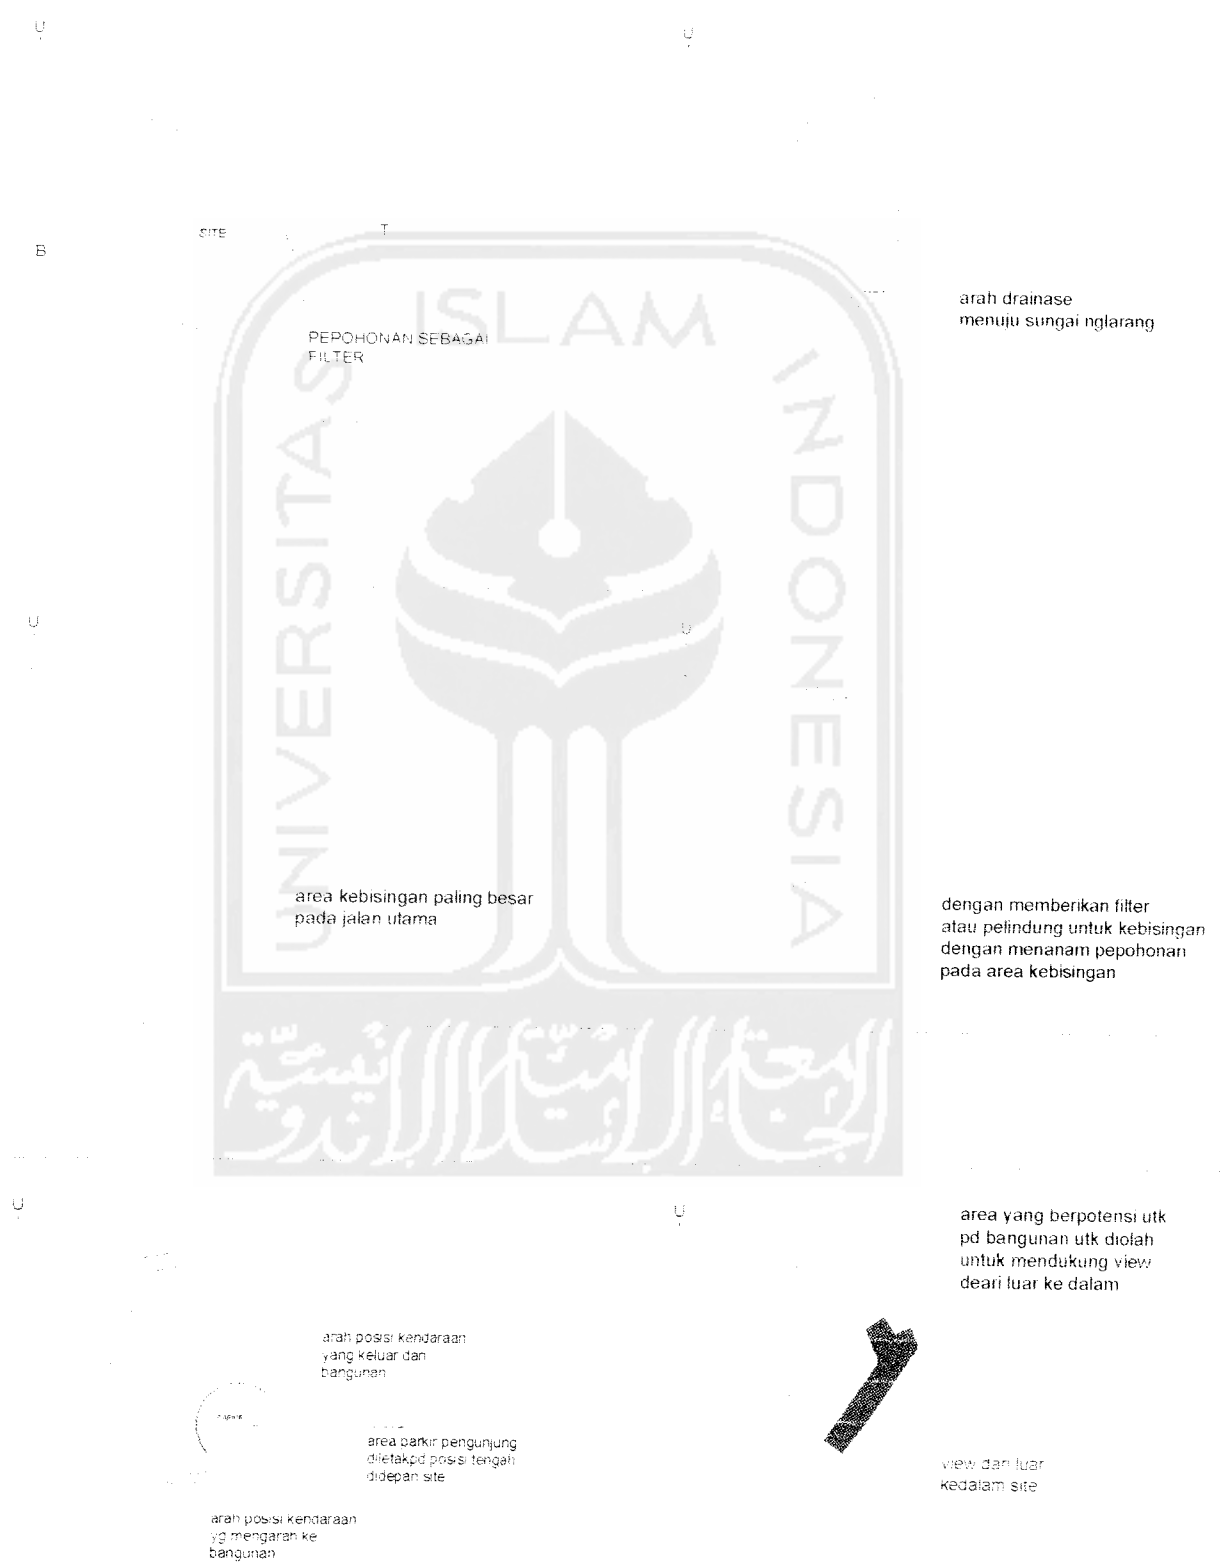 U
U
SITE
T
B
arah drainase
menuju sungai nglarang
PEPOHONAN SEBAGAI
FILTER
ISLAM
UNIVERSITAS
INDONESIA
U
U
area kebisingan paling besar
pada jalan utama
dengan memberikan filter
atau pelindung untuk kebisingan
dengan menanam pepohonan
pada area kebisingan
U
U
area yang berpotensi utk
pd bangunan utk diolah
untuk mendukung view
deari luar ke dalam
arah posisi kendaraan
yang keluar dari
bangunan
area parkir pengunjung
diletakpd posisi tengah
didepan site
view dari luar
kedalam site
arah posisi kendaraan
yg mengarah ke
bangunan